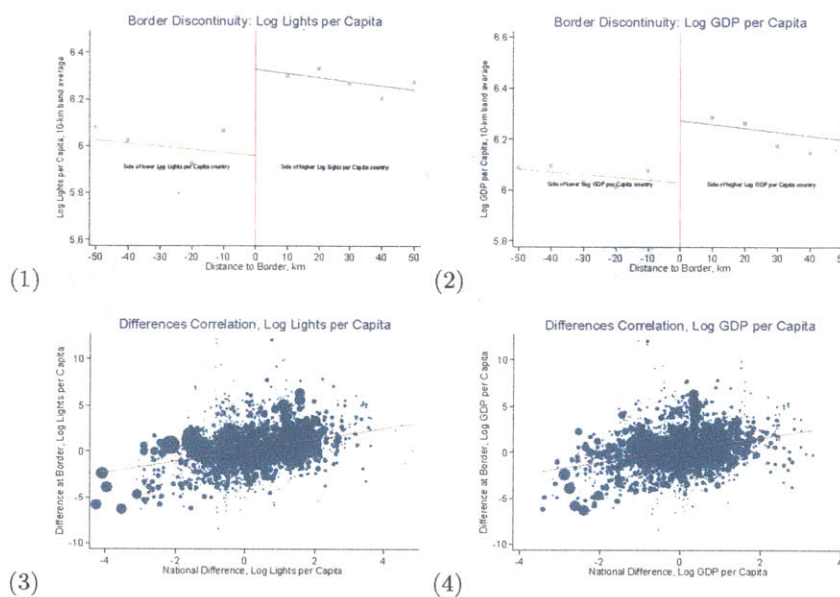 Border Discontinuity: Log Lights per Capita
Log Lights per Capita, 10-km band average
6.4
6.2
6
5.8
5.6
Side of lower Log Lights per Capita country
Side of higher Log Lights per Capita country
-50 -40 -30 -20 -10 0 10 20 30 40 50
Distance to Border, km
(1)
Border Discontinuity: Log GDP per Capita
Log GDP per Capita, 10-km band average
6.6
6.4
6.2
6
5.8
Side of lower Log GDP per Capita country
Side of higher Log GDP per Capita country
-50 -40 -30 -20 -10 0 10 20 30 40 50
Distance to Border, km
(2)
Differences Correlation, Log Lights per Capita
Difference at Border, Log Lights per Capita
10
5
0
-5
-10
-4 -2 0 2 4
National Difference, Log Lights per Capita
(3)
Differences Correlation, Log GDP per Capita
Difference at Border, Log GDP per Capita
10
5
0
-5
-10
-4 -2 0 2 4
National Difference, Log GDP per Capita
(4)